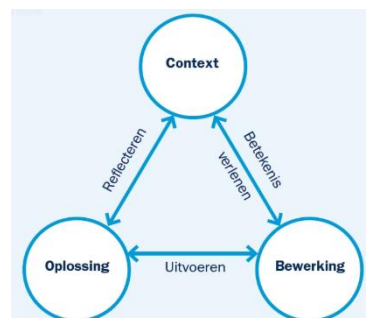 Context
Reflecteren
Betekenis
verlenen
Oplossing
Uitvoeren
Bewerking